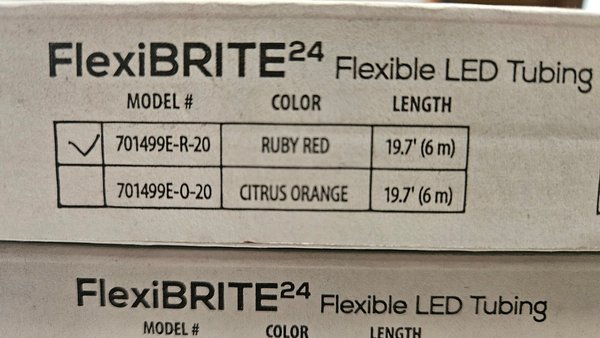 FlexiBRITE²⁴ Flexible LED Tubing
MODEL # COLOR LENGTH
701499E-R-20 RUBY RED 19.7' (6 m)
701499E-O-20 CITRUS ORANGE 19.7' (6 m)
FlexiBRITE²⁴ Flexible LED Tubing
MODEL # COLOR LENGTH